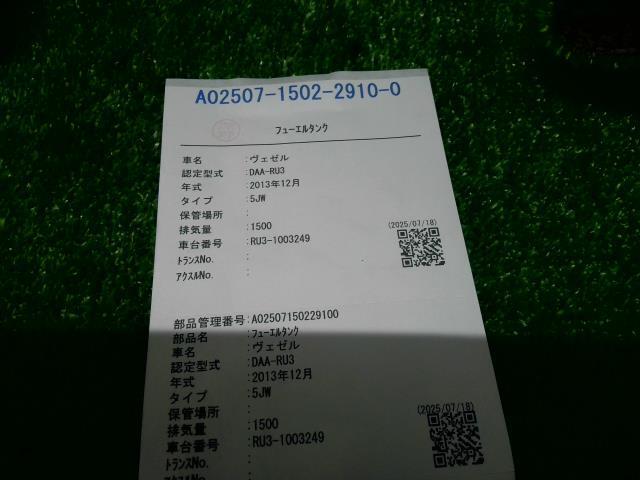 A02507-1502-2910-0
ﾌｭｰｴﾙﾀﾝｸ
車名 :ヴェゼル
認定型式 :DAA-RU3
年式 :2013年12月
タイプ :5JW
保管場所 :
排気量 :1500 (2025/07/18)
車台番号 :RU3-1003249
ﾄﾗﾝｽNo. :
ｱｸｽﾙNo. :
部品管理番号:A02507150229100
部品名 :ﾌｭｰｴﾙﾀﾝｸ
車名 :ヴェゼル
認定型式 :DAA-RU3
年式 :2013年12月
タイプ :5JW
保管場所 : (2025/07/18)
排気量 :1500
車台番号 :RU3-1003249
ﾄﾗﾝｽNo. :